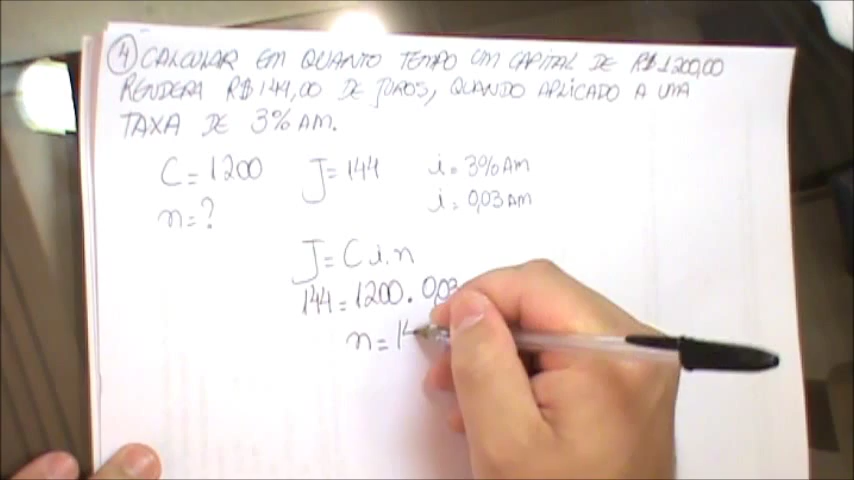 4 CALCULAR EM QUANTO TEMPO UM CAPITAL DE R$1200,00
RENDERÁ R$144,00 DE JUROS, QUANDO APLICADO A UMA
TAXA DE 3% AM.
C=1200 J=144 i=3% AM
n=? i=0,03 AM
J=C i.n
144=1200.0,03
n=14